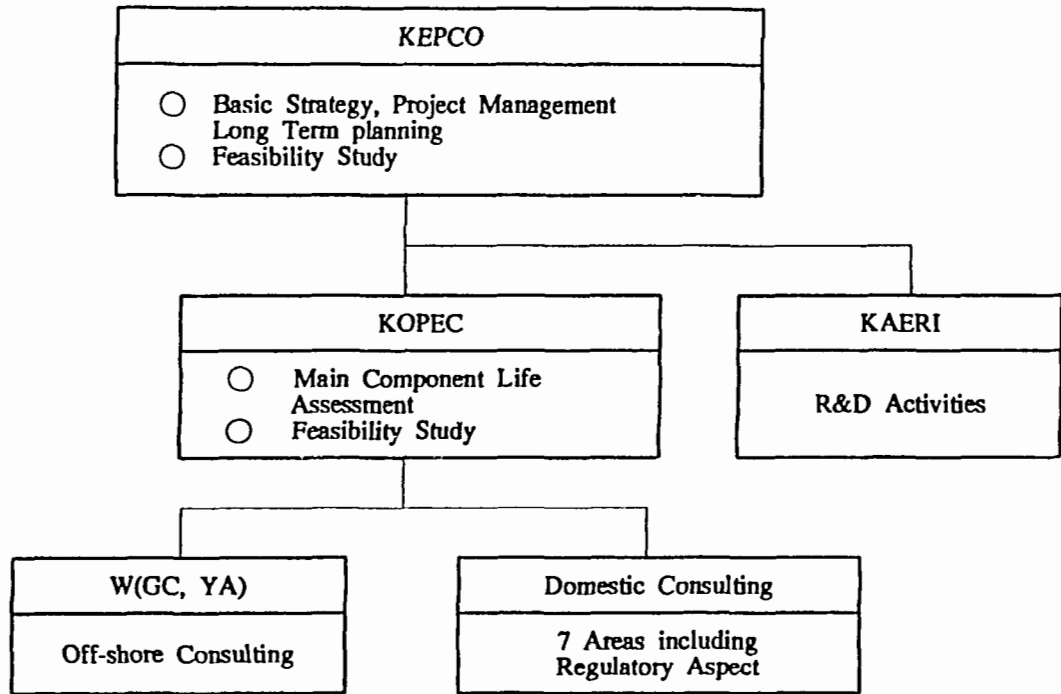 KEPCO
○ Basic Strategy, Project Management
Long Term planning
○ Feasibility Study
KOPEC
○ Main Component Life
Assessment
○ Feasibility Study
KAERI
R&D Activities
W(GC, YA)
Off-shore Consulting
Domestic Consulting
7 Areas including
Regulatory Aspect